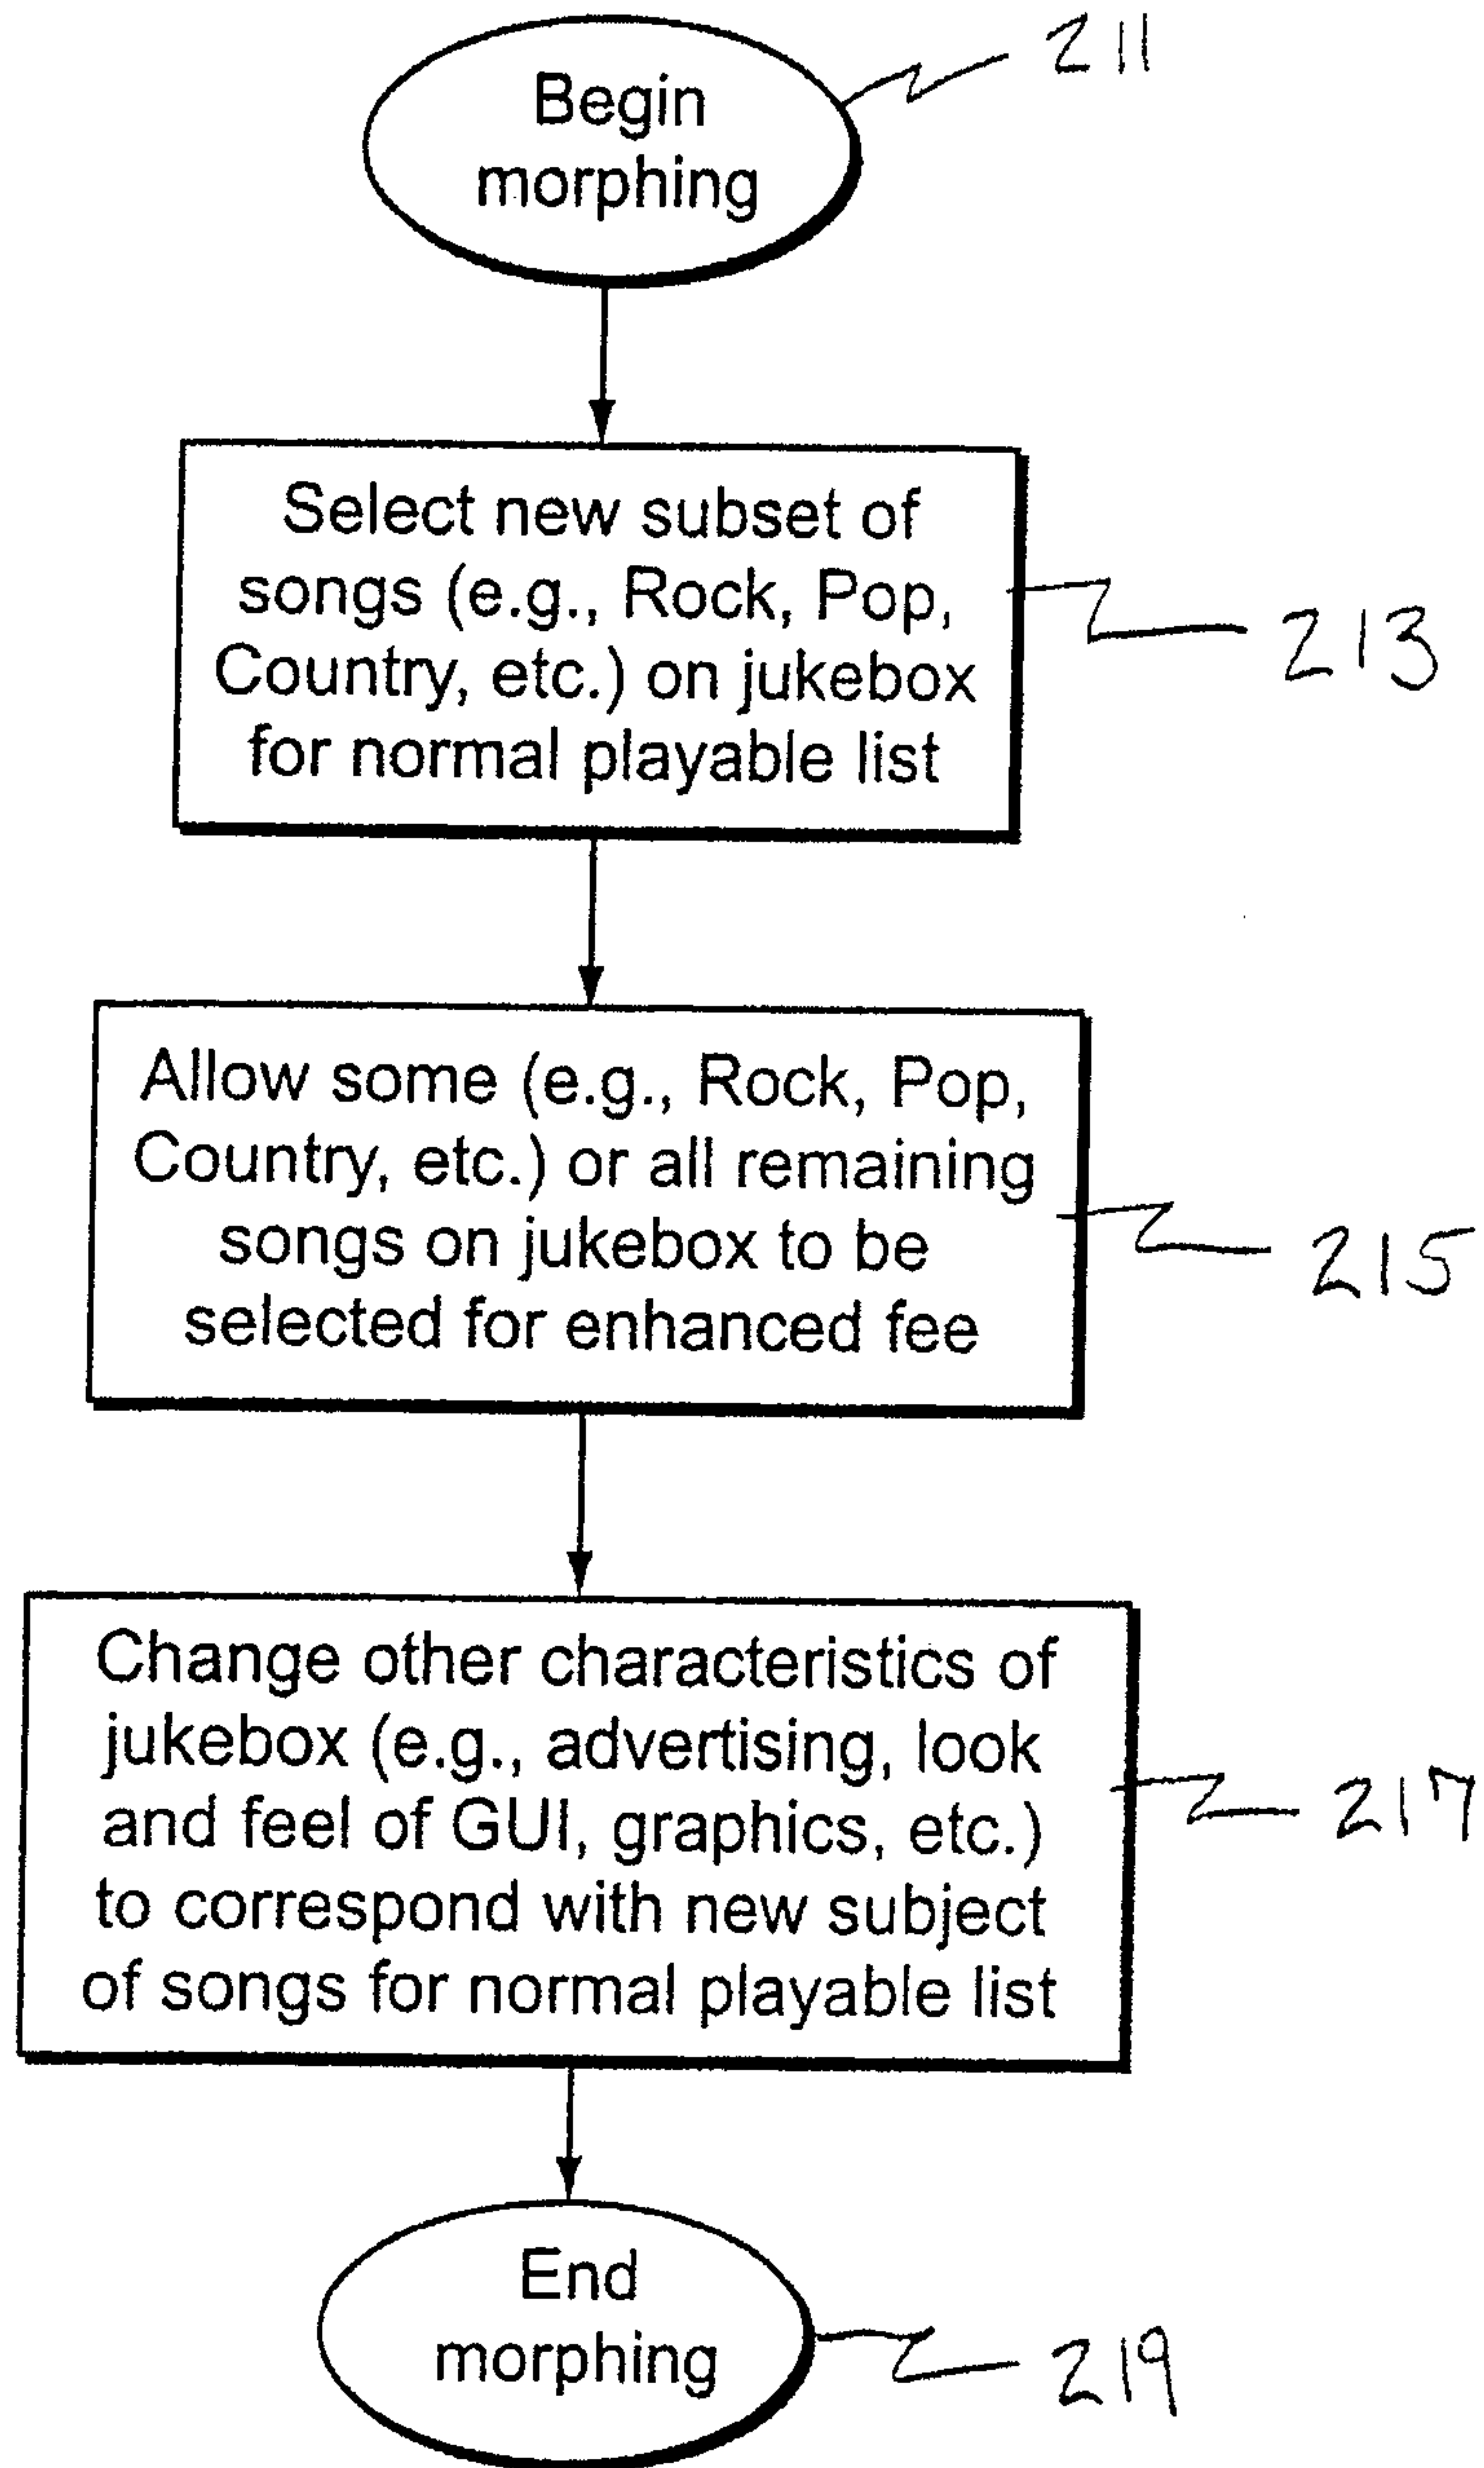 Begin
morphing
211
Select new subset of
songs (e.g., Rock, Pop,
Country, etc.) on jukebox
for normal playable list
213
Allow some (e.g., Rock, Pop,
Country, etc.) or all remaining
songs on jukebox to be
selected for enhanced fee
215
Change other characteristics of
jukebox (e.g., advertising, look
and feel of GUI, graphics, etc.)
to correspond with new subject
of songs for normal playable list
217
End
morphing
219